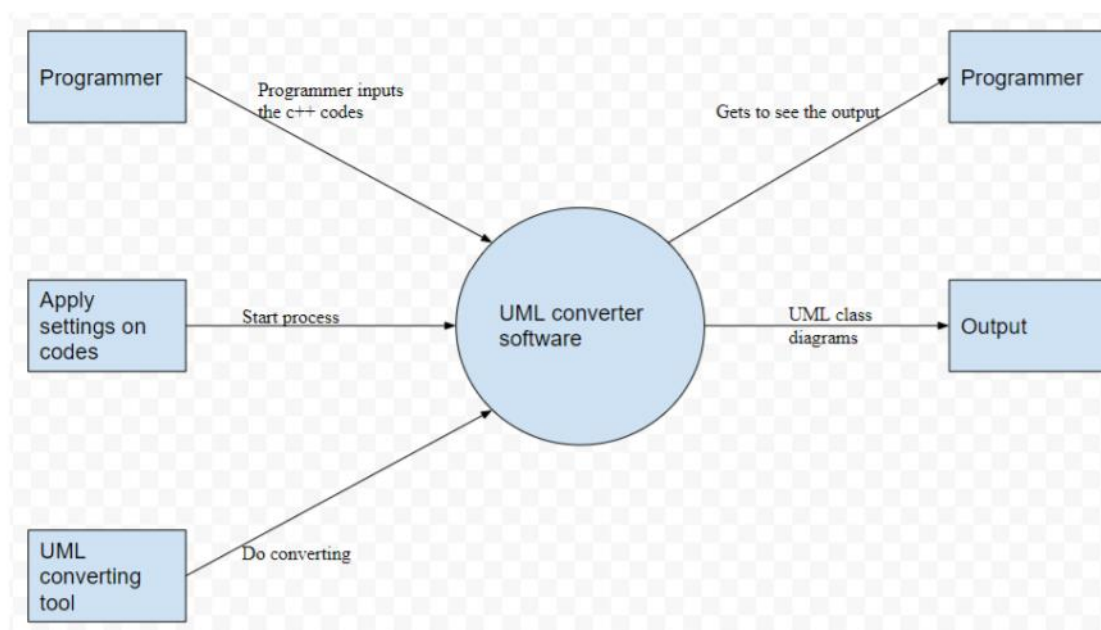 Programmer
Programmer inputs
the c++ codes
Gets to see the output
Programmer
Apply
settings on
codes
Start process
UML converter
software
UML class
diagrams
Output
UML
converting
tool
Do converting